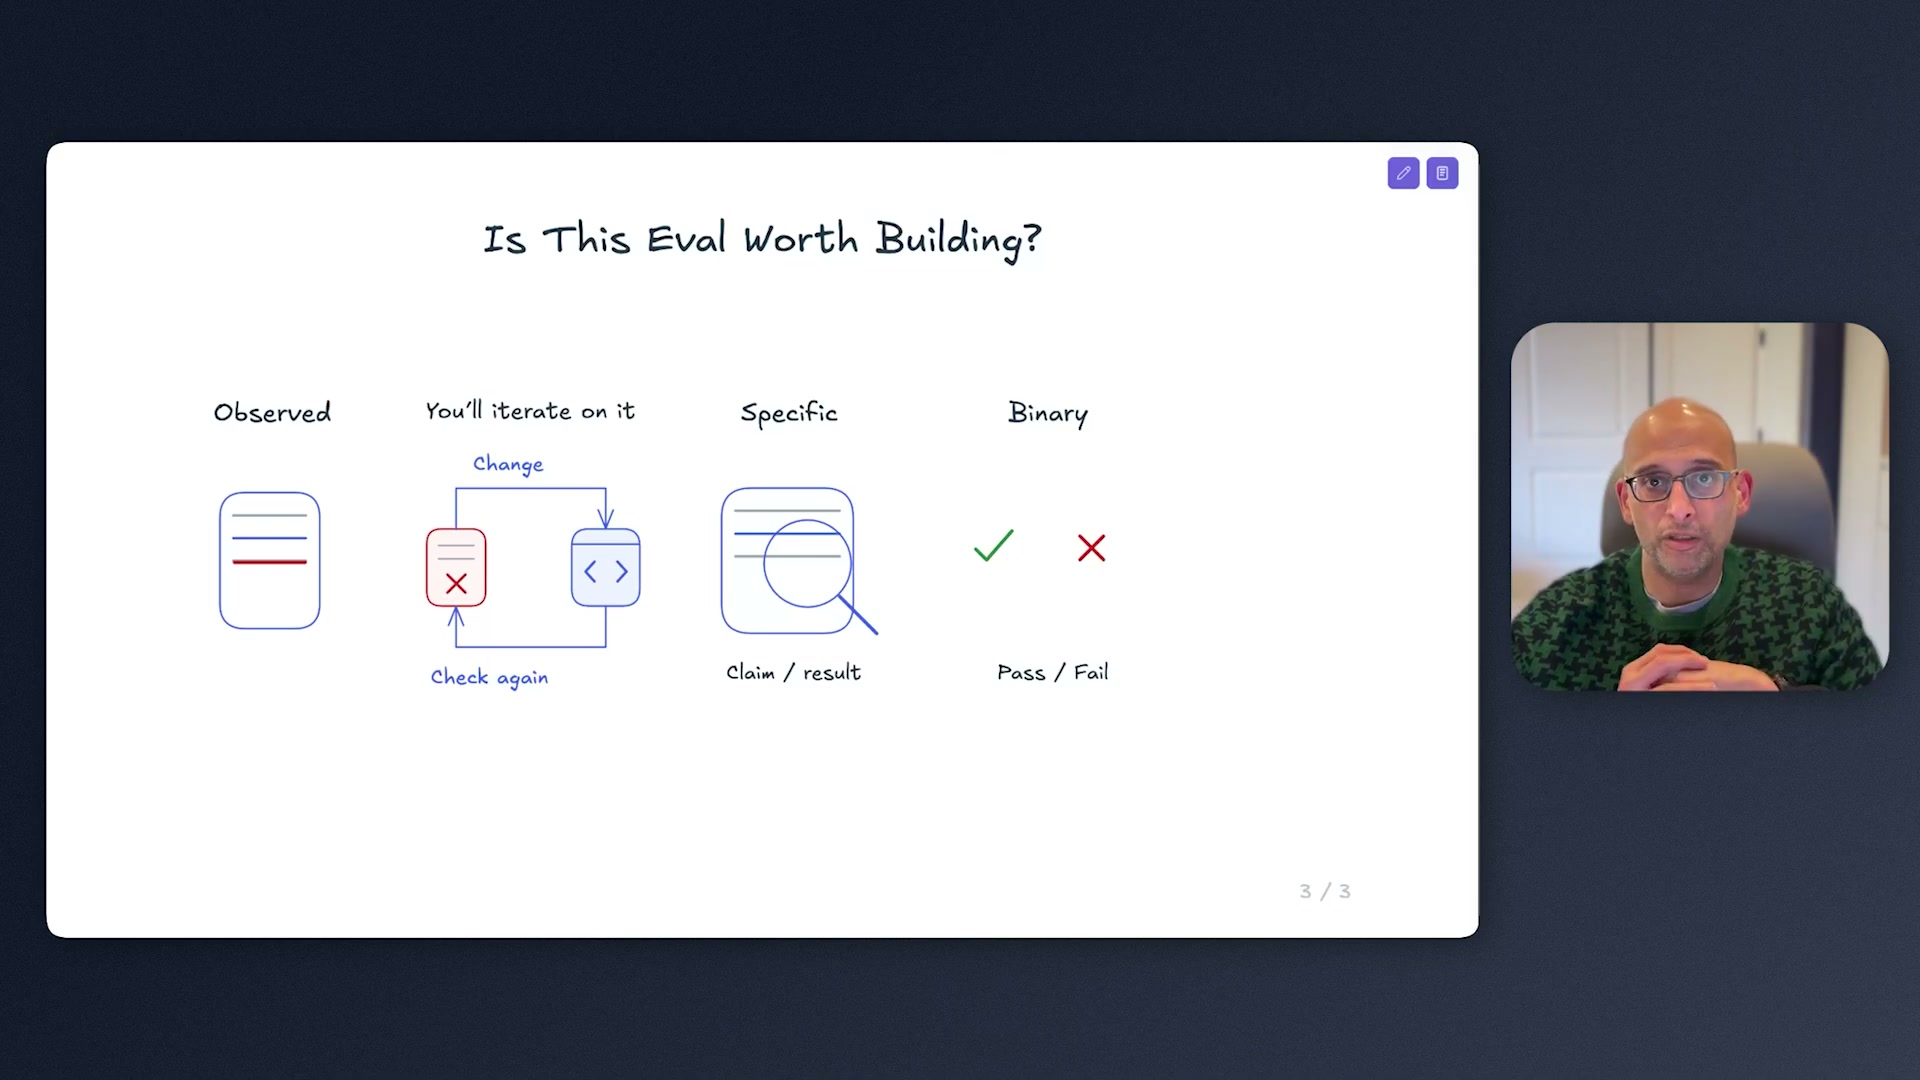 Is This Eval Worth Building?
Observed
You'll iterate on it
Specific
Binary
Change
Check again
Claim / result
Pass / Fail
3 / 3